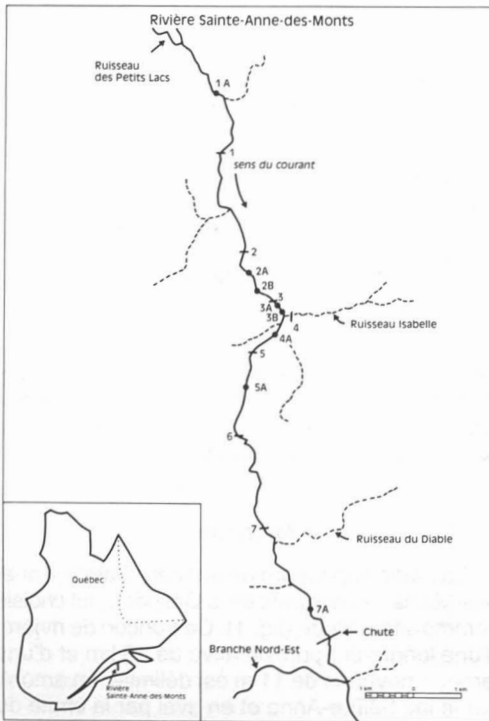 Rivière Sainte-Anne-des-Monts
Ruisseau
des Petits Lacs
1A
1
sens du courant
2
2A
2B
3
3A
3B
4
Ruisseau Isabelle
4A
5
5A
6
7
Ruisseau du Diable
7A
Chute
Branche Nord-Est
1 km
0
1 km
Québec
Rivière
Sainte-Anne-des-Monts